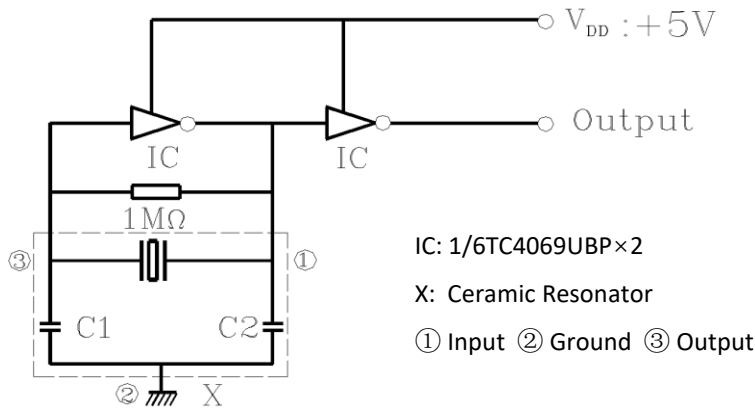 V_DD :+5V
Output
IC
IC
1MΩ
③
①
C1
C2
②
X
IC: 1/6TC4069UBP×2
X: Ceramic Resonator
① Input ② Ground ③ Output